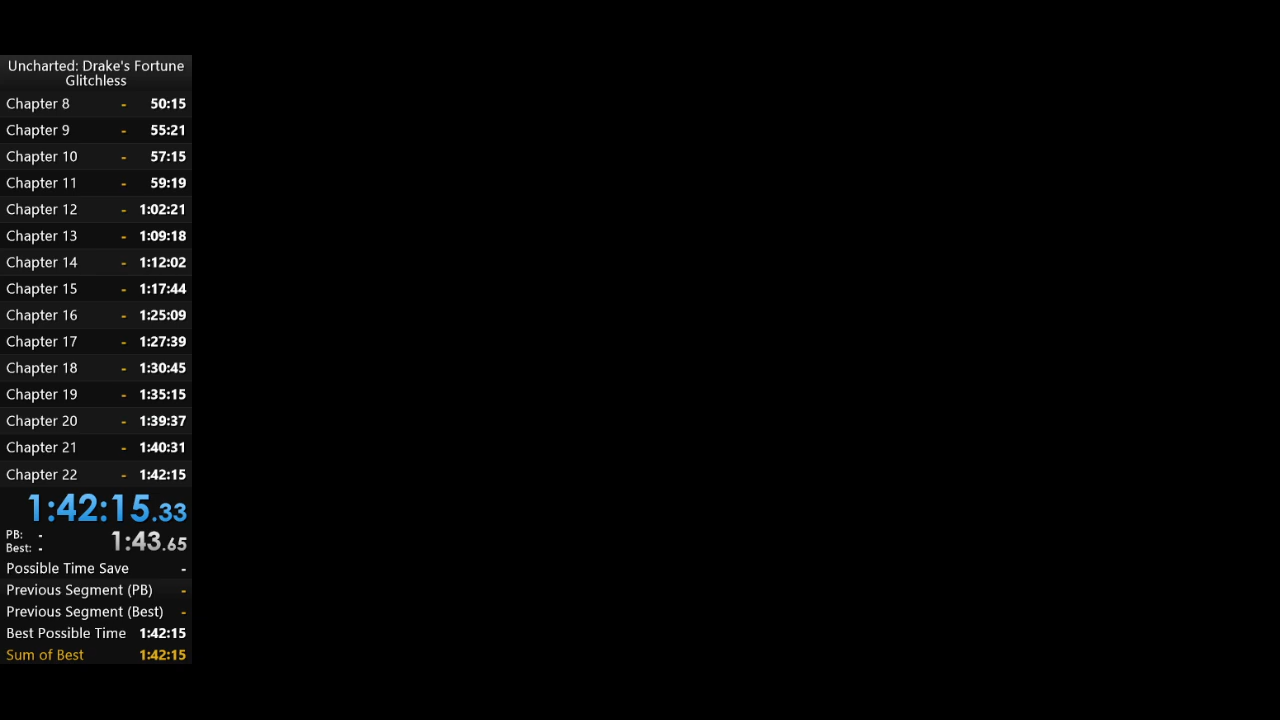 Uncharted: Drake's Fortune
Glitchless
Chapter 8 - 50:15
Chapter 9 - 55:21
Chapter 10 - 57:15
Chapter 11 - 59:19
Chapter 12 - 1:02:21
Chapter 13 - 1:09:18
Chapter 14 - 1:12:02
Chapter 15 - 1:17:44
Chapter 16 - 1:25:09
Chapter 17 - 1:27:39
Chapter 18 - 1:30:45
Chapter 19 - 1:35:15
Chapter 20 - 1:39:37
Chapter 21 - 1:40:31
Chapter 22 - 1:42:15
1:42:15.33
PB: -
Best: -
1:43.65
Possible Time Save -
Previous Segment (PB) -
Previous Segment (Best) -
Best Possible Time 1:42:15
Sum of Best 1:42:15